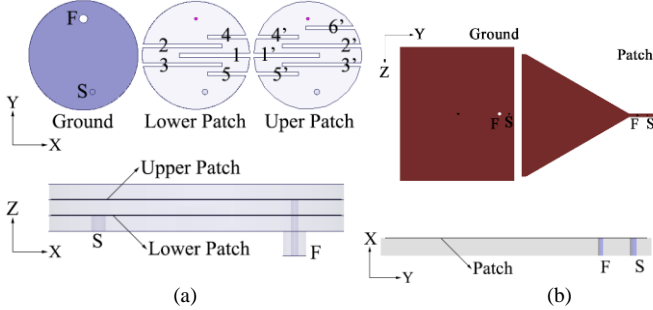 F
S
2
3
4
1
5
4'
1'
5'
6'
2'
3'
Ground
Lower Patch
Uper Patch
Y
X
Upper Patch
Z
X
S
Lower Patch
F
(a)
Y
Z
Ground
Patch
F S
F S
X
Y
Patch
F
S
(b)